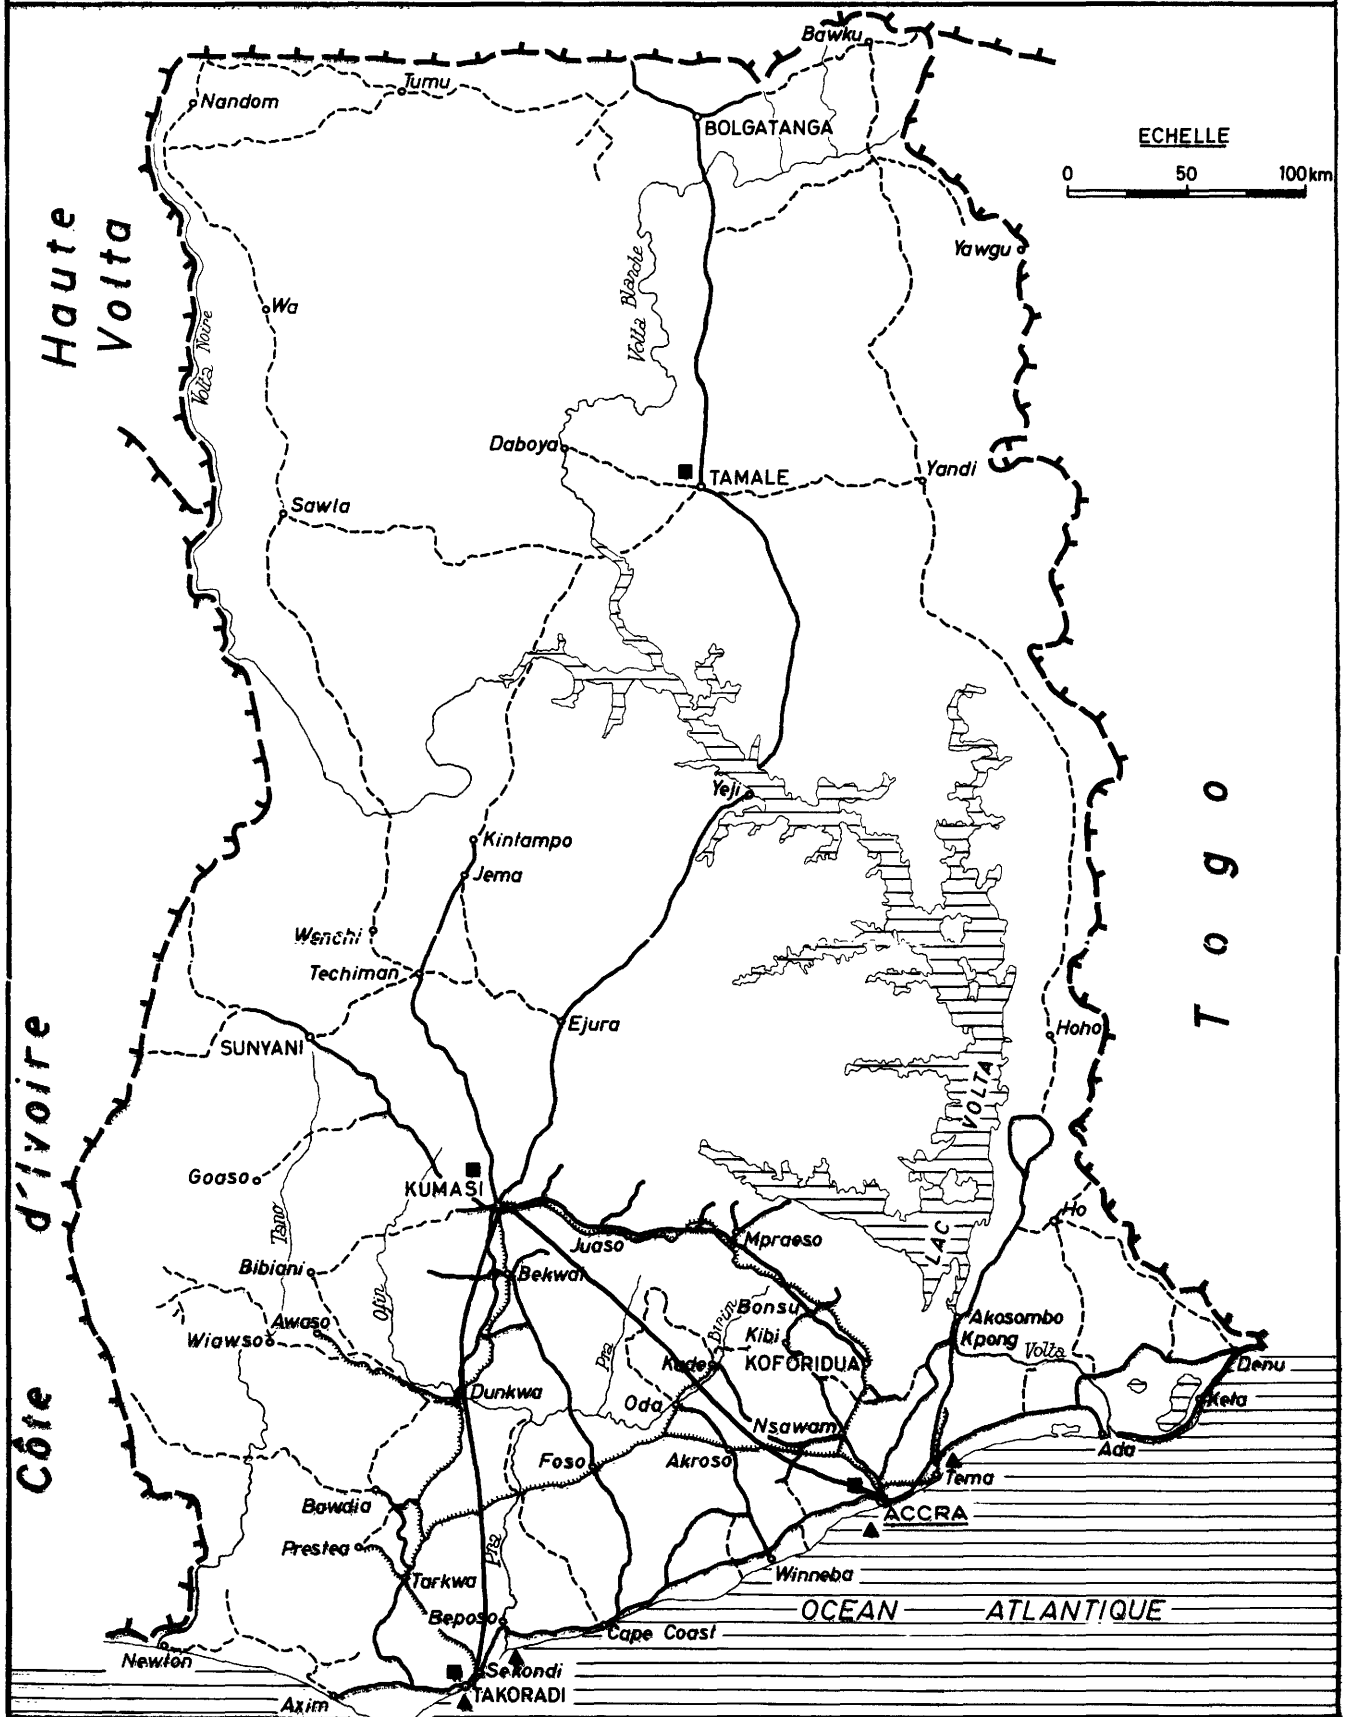 Bawku
Tumu
Nandom
BOLGATANGA
ECHELLE
0 50 100 km
Haute
Volta
Yawgu
Volta Blanche
Wa
Volta Noire
Daboya
TAMALE
Yandi
Sawla
Yeji
Togo
Kintampo
Jema
Wenchi
Techiman
Ejura
SUNYANI
Hoho
Côte d'Ivoire
LAC VOLTA
Goaso
KUMASI
Tano
Ho
Juaso
Mpraeso
Bibiani
Bekwai
Ofin
Bonsu
Birim
Akosombo
Awaso
Wiawso
Kibi
Kpong
Volta
Pra
Kade
KOFORIDUA
Denu
Dunkwa
Oda
Keta
Nsawam
Foso
Akroso
Ada
Tema
Bawdia
ACCRA
Prestea
Pra
Tarkwa
Winneba
Beposo
OCEAN ATLANTIQUE
Cape Coast
Newton
Sekondi
TAKORADI
Axim